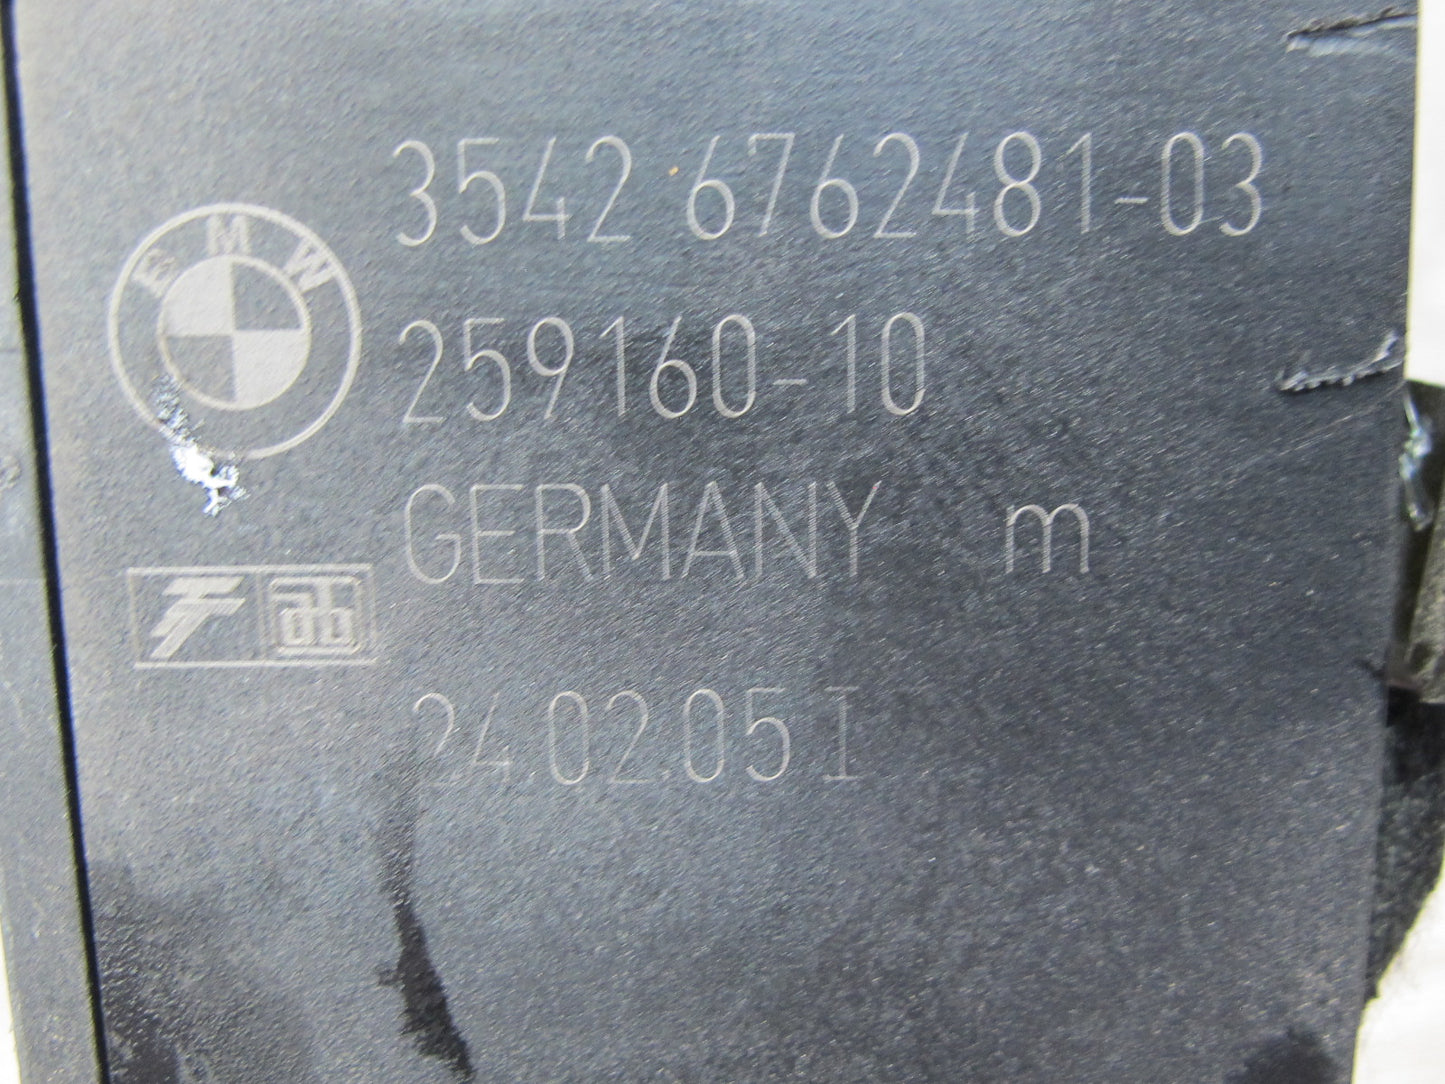 3542 6762481-03
BMW
259160-10
GERMANY m
24.02.05 I